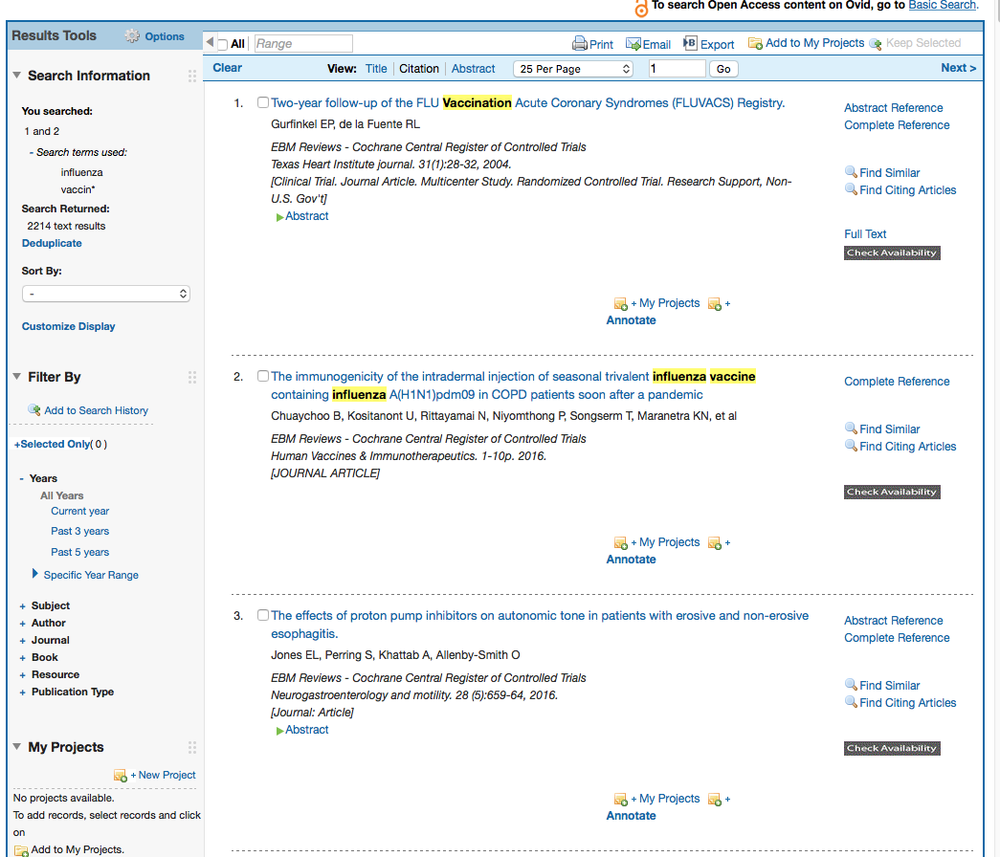 To search Open Access content on Ovid, go to Basic Search.
Results Tools Options
All Range Print Email Export Add to My Projects Keep Selected
Clear View: Title | Citation | Abstract 25 Per Page 1 Go Next >
Search Information
You searched:
1 and 2
- Search terms used:
influenza
vaccin*
Search Returned:
2214 text results
Deduplicate
Sort By:
-
Customize Display
Filter By
Add to Search History
+Selected Only( 0 )
- Years
All Years
Current year
Past 3 years
Past 5 years
Specific Year Range
+ Subject
+ Author
+ Journal
+ Book
+ Resource
+ Publication Type
My Projects
+ New Project
No projects available.
To add records, select records and click
on
Add to My Projects.
1. Two-year follow-up of the FLU Vaccination Acute Coronary Syndromes (FLUVACS) Registry.
Gurfinkel EP, de la Fuente RL
EBM Reviews - Cochrane Central Register of Controlled Trials
Texas Heart Institute journal. 31(1):28-32, 2004.
[Clinical Trial. Journal Article. Multicenter Study. Randomized Controlled Trial. Research Support, Non-
U.S. Gov't]
Abstract
Abstract Reference
Complete Reference
Find Similar
Find Citing Articles
Full Text
Check Availability
+ My Projects +
Annotate
2. The immunogenicity of the intradermal injection of seasonal trivalent influenza vaccine
containing influenza A(H1N1)pdm09 in COPD patients soon after a pandemic
Chuaychoo B, Kositanont U, Rittayamai N, Niyomthong P, Songserm T, Maranetra KN, et al
EBM Reviews - Cochrane Central Register of Controlled Trials
Human Vaccines & Immunotherapeutics. 1-10p. 2016.
[JOURNAL ARTICLE]
Complete Reference
Find Similar
Find Citing Articles
Check Availability
+ My Projects +
Annotate
3. The effects of proton pump inhibitors on autonomic tone in patients with erosive and non-erosive
esophagitis.
Jones EL, Perring S, Khattab A, Allenby-Smith O
EBM Reviews - Cochrane Central Register of Controlled Trials
Neurogastroenterology and motility. 28 (5):659-64, 2016.
[Journal: Article]
Abstract
Abstract Reference
Complete Reference
Find Similar
Find Citing Articles
Check Availability
+ My Projects +
Annotate